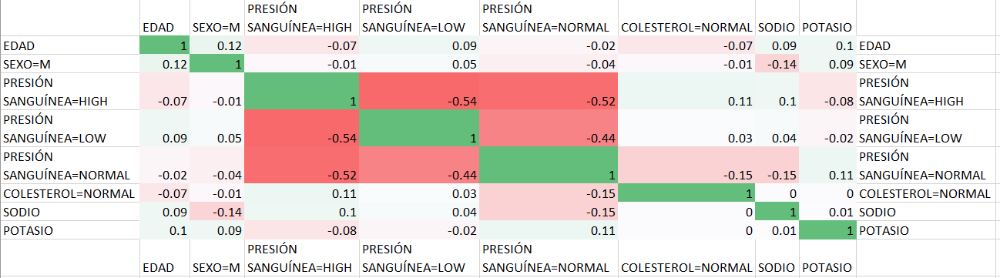 PRESIÓN PRESIÓN PRESIÓN
EDAD SEXO=M SANGUÍNEA=HIGH SANGUÍNEA=LOW SANGUÍNEA=NORMAL COLESTEROL=NORMAL SODIO POTASIO
EDAD 1 0.12 -0.07 0.09 -0.02 -0.07 0.09 0.1 EDAD
SEXO=M 0.12 1 -0.01 0.05 -0.04 -0.01 -0.14 0.09 SEXO=M
PRESIÓN PRESIÓN
SANGUÍNEA=HIGH -0.07 -0.01 1 -0.54 -0.52 0.11 0.1 -0.08 SANGUÍNEA=HIGH
PRESIÓN PRESIÓN
SANGUÍNEA=LOW 0.09 0.05 -0.54 1 -0.44 0.03 0.04 -0.02 SANGUÍNEA=LOW
PRESIÓN PRESIÓN
SANGUÍNEA=NORMAL -0.02 -0.04 -0.52 -0.44 1 -0.15 -0.15 0.11 SANGUÍNEA=NORMAL
COLESTEROL=NORMAL -0.07 -0.01 0.11 0.03 -0.15 1 0 0 COLESTEROL=NORMAL
SODIO 0.09 -0.14 0.1 0.04 -0.15 0 1 0.01 SODIO
POTASIO 0.1 0.09 -0.08 -0.02 0.11 0 0.01 1 POTASIO
PRESIÓN PRESIÓN PRESIÓN
EDAD SEXO=M SANGUÍNEA=HIGH SANGUÍNEA=LOW SANGUÍNEA=NORMAL COLESTEROL=NORMAL SODIO POTASIO